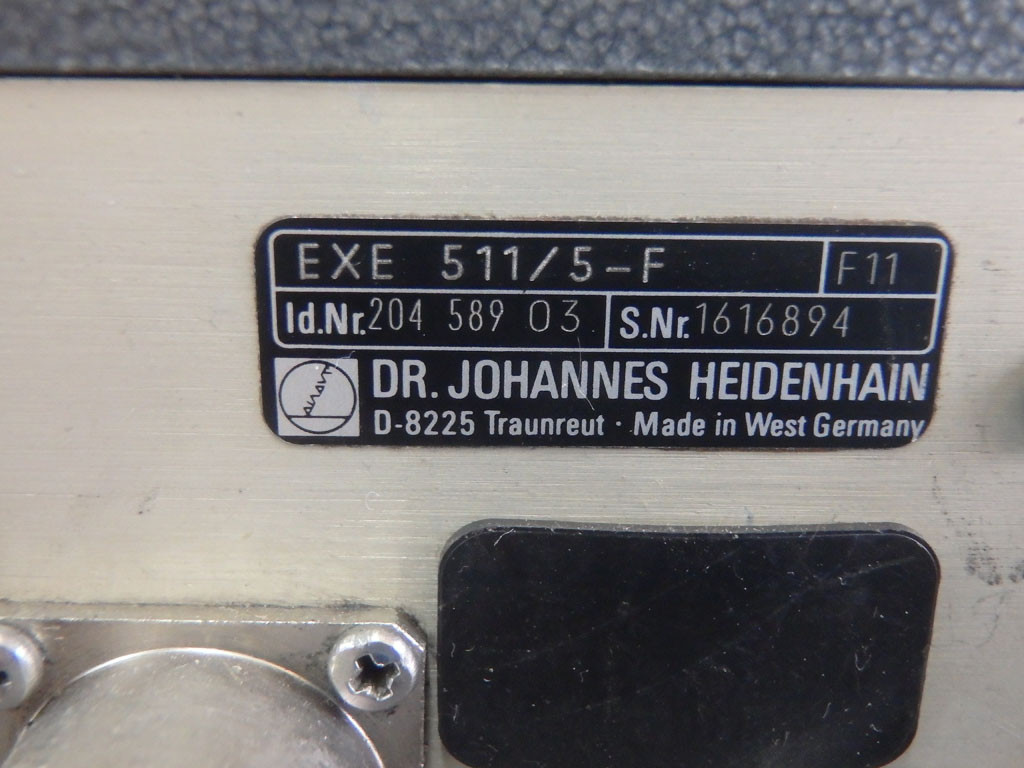 EXE 511/5-F F11
Id.Nr. 204 589 03 S.Nr. 1616894
DR. JOHANNES HEIDENHAIN
D-8225 Traunreut · Made in West Germany